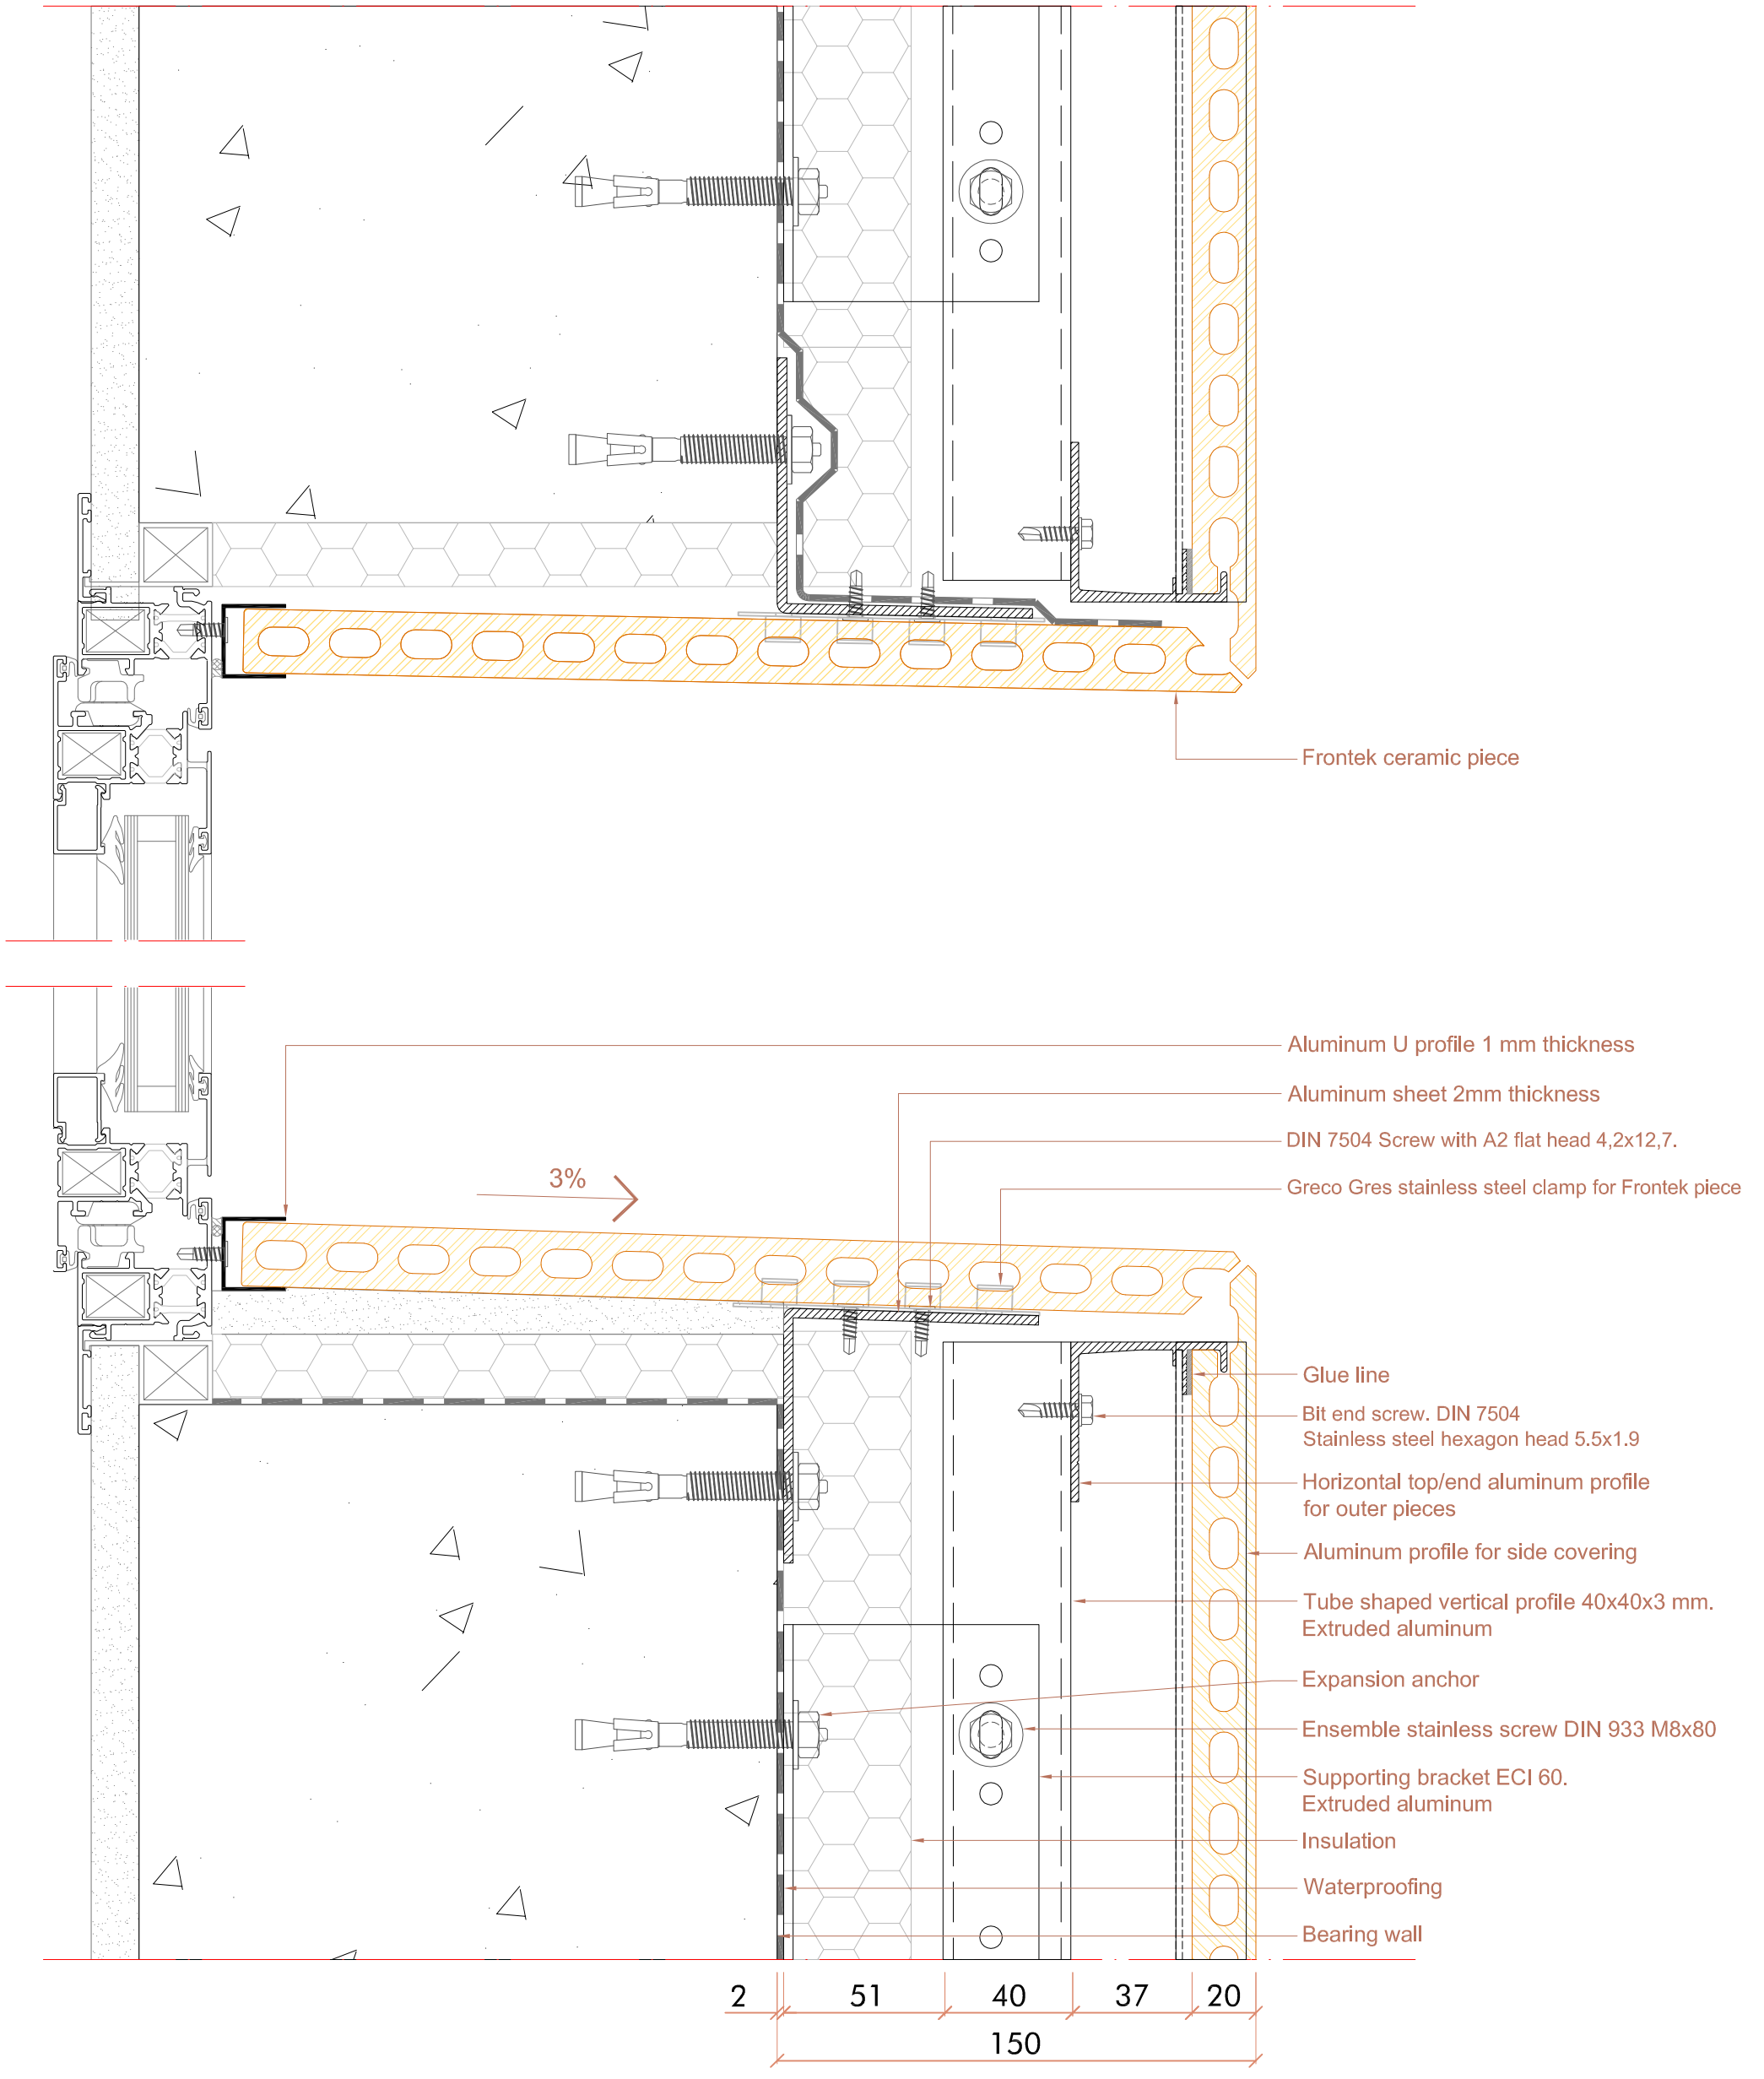 Frontek ceramic piece
Aluminum U profile 1 mm thickness
Aluminum sheet 2mm thickness
DIN 7504 Screw with A2 flat head 4,2x12,7.
3%
Greco Gres stainless steel clamp for Frontek piece
Glue line
Bit end screw. DIN 7504
Stainless steel hexagon head 5.5x1.9
Horizontal top/end aluminum profile
for outer pieces
Aluminum profile for side covering
Tube shaped vertical profile 40x40x3 mm.
Extruded aluminum
Expansion anchor
Ensemble stainless screw DIN 933 M8x80
Supporting bracket ECI 60.
Extruded aluminum
Insulation
Waterproofing
Bearing wall
2 51 40 37 20
150